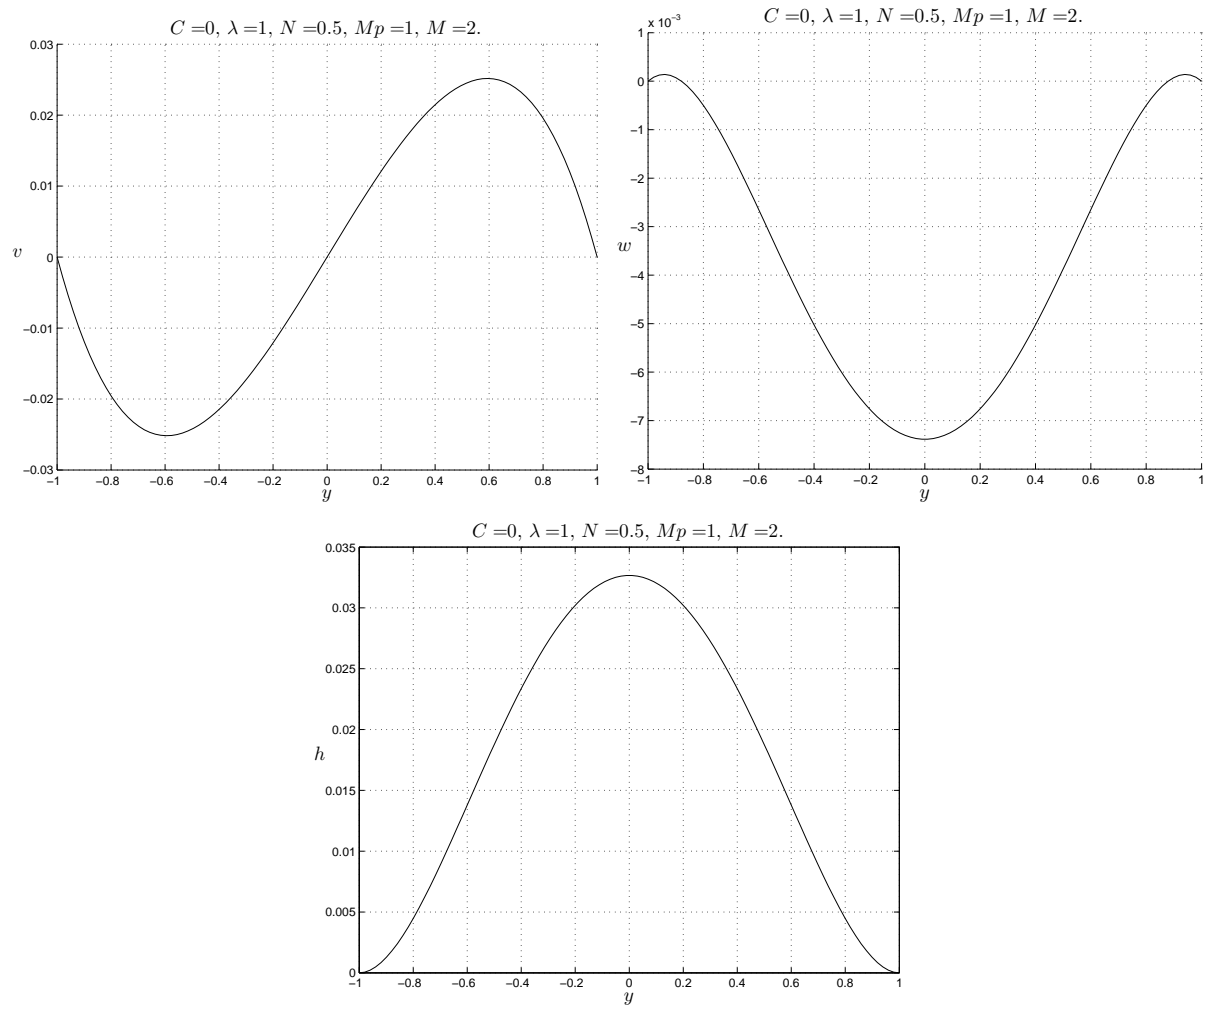 C =0, λ =1, N =0.5, Mp =1, M =2.
0.03
0.02
0.01
0
−0.01
−0.02
−0.03
v
−1 −0.8 −0.6 −0.4 −0.2 0 0.2 0.4 0.6 0.8 1
y
C =0, λ =1, N =0.5, Mp =1, M =2.
x 10⁻³
1
0
−1
−2
−3
−4
−5
−6
−7
−8
w
−1 −0.8 −0.6 −0.4 −0.2 0 0.2 0.4 0.6 0.8 1
y
C =0, λ =1, N =0.5, Mp =1, M =2.
0.035
0.03
0.025
0.02
0.015
0.01
0.005
0
h
−1 −0.8 −0.6 −0.4 −0.2 0 0.2 0.4 0.6 0.8 1
y